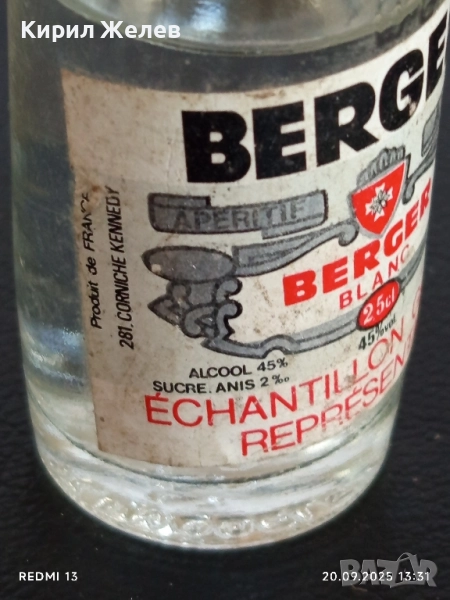 Кирил Желев
BERGE
Produit de FRANCE
281, CORNICHE KENNEDY
APERITIF
BERGER
BLANC
25cl
45%vol
ALCOOL 45%
SUCRE. ANIS 2‰
ÉCHANTILLON
REPRÉSEN
REDMI 13
20.09.2025 13:31
BAZAR